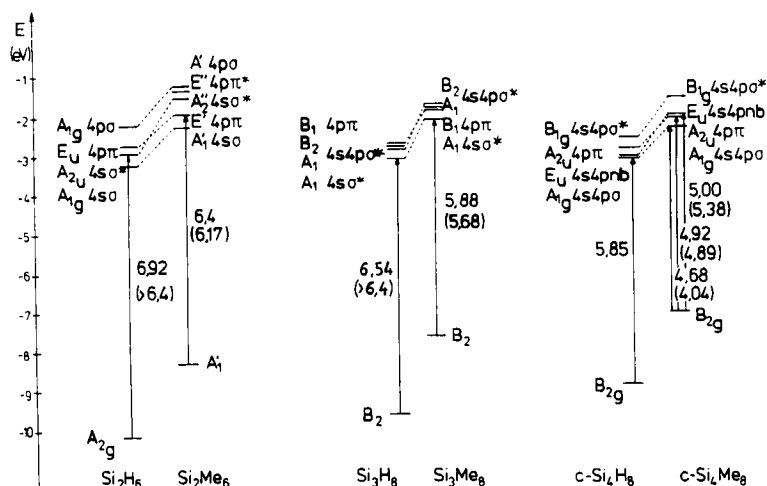 E
(eV)
-1
-2
-3
-4
-5
-6
-7
-8
-9
-10
A₁g 4pσ
Eᵤ 4pπ
A₂ᵤ 4sσ*
A₁g 4sσ
6,92
(>6,4)
A₂g
Si₂H₆
A' 4pσ
E'' 4pπ*
A₂'' 4sσ*
E' 4pπ
A₁' 4sσ
6,4
(6,17)
A₁'
Si₂Me₆
B₁ 4pπ
B₂ 4s4pσ*
A₁
A₁ 4sσ*
6,54
(>6,4)
B₂
Si₃H₈
B₂ 4s4pσ*
A₁
B₁ 4pπ
A₁ 4sσ*
5,88
(5,68)
B₂
Si₃Me₈
B₁g 4s4pσ*
A₂ᵤ 4pπ
Eᵤ 4s4pnb
A₁g 4s4pσ
5,85
B₂g
c-Si₄H₈
B₁g 4s4pσ*
Eᵤ 4s4pnb
A₂ᵤ 4pπ
A₁g 4s4pσ
5,00
(5,38)
4,92
(4,89)
4,68
(4,04)
B₂g
c-Si₄Me₈